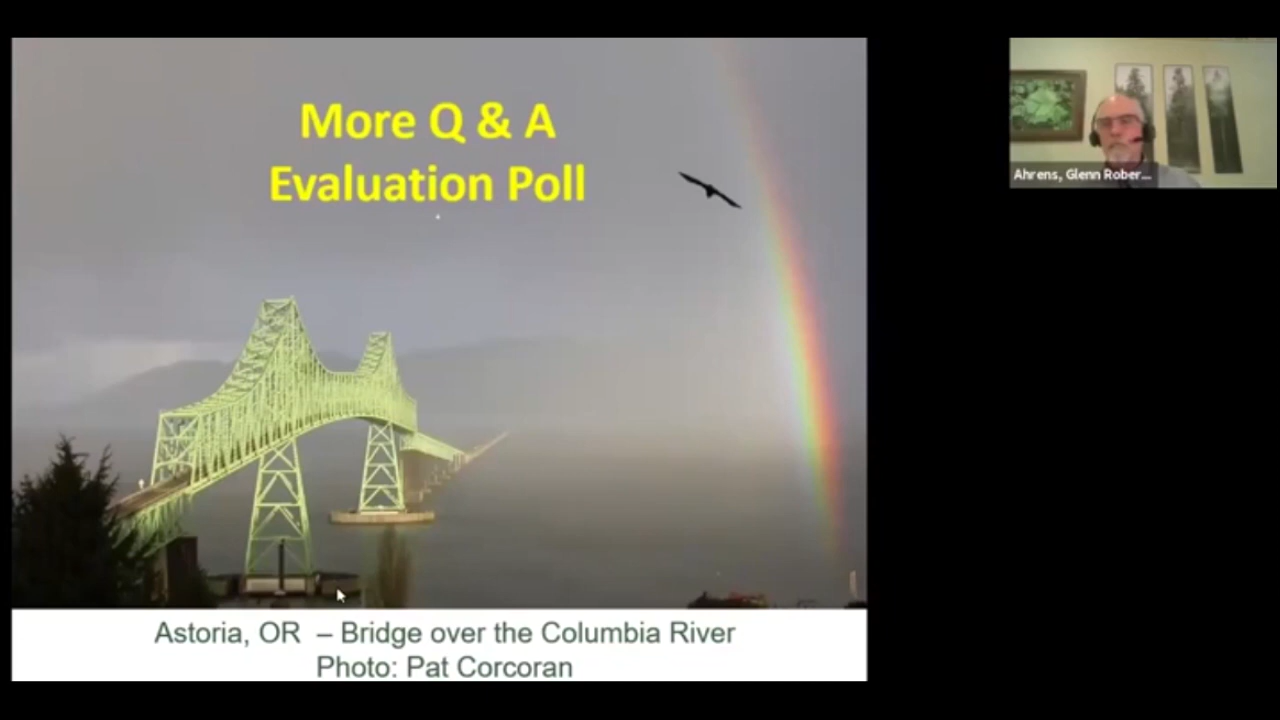 More Q & A
Evaluation Poll
Astoria, OR – Bridge over the Columbia River
Photo: Pat Corcoran
Ahrens, Glenn Rober...